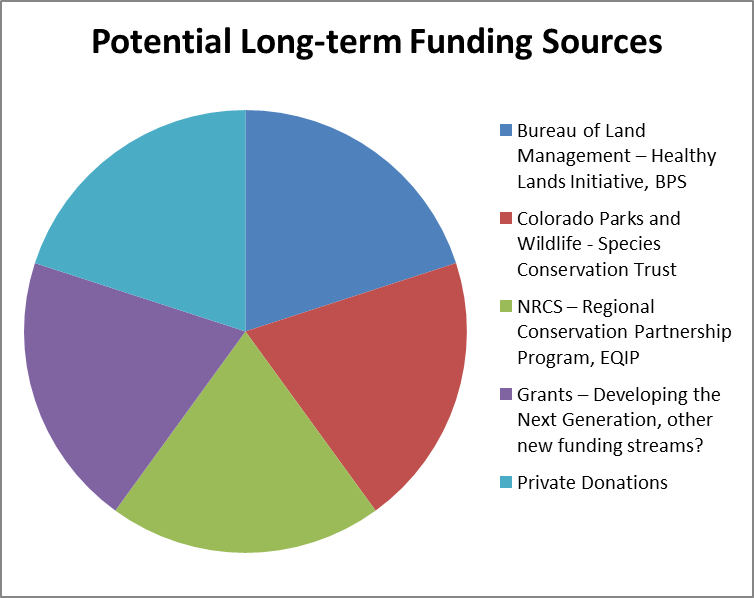 Potential Long-term Funding Sources
Bureau of Land
Management – Healthy
Lands Initiative, BPS
Colorado Parks and
Wildlife - Species
Conservation Trust
NRCS – Regional
Conservation Partnership
Program, EQIP
Grants – Developing the
Next Generation, other
new funding streams?
Private Donations